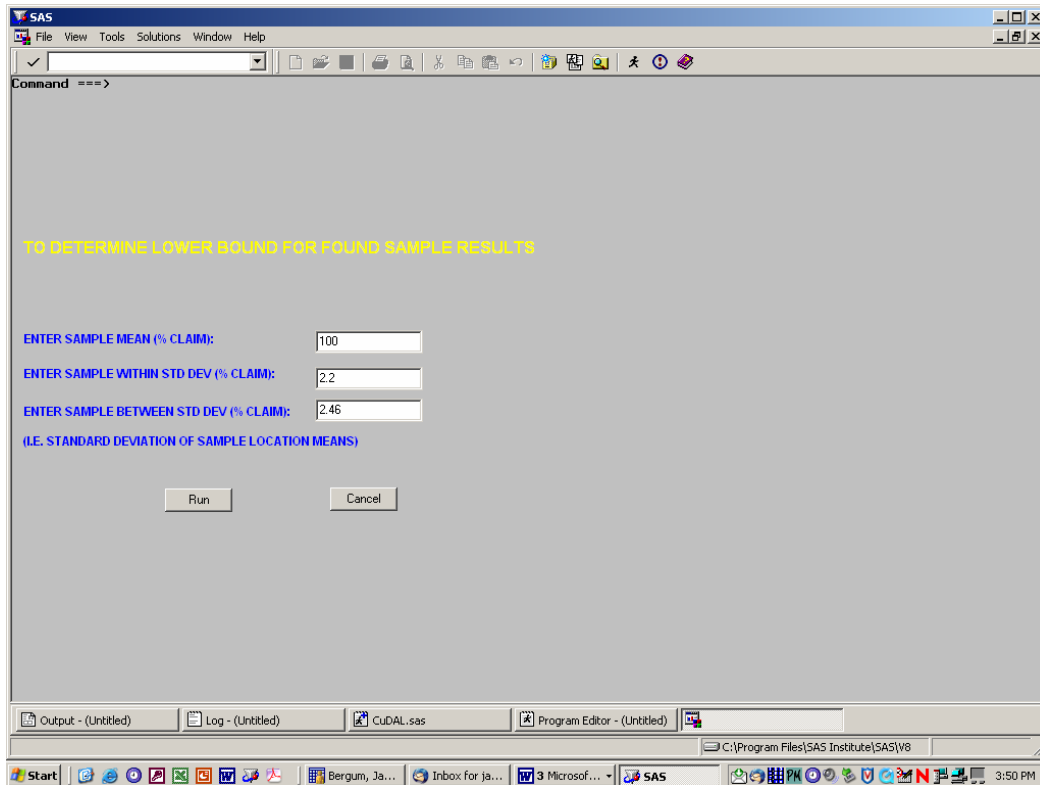 SAS
File View Tools Solutions Window Help
Command ===>
TO DETERMINE LOWER BOUND FOR FOUND SAMPLE RESULTS
ENTER SAMPLE MEAN (% CLAIM): 100
ENTER SAMPLE WITHIN STD DEV (% CLAIM): 2.2
ENTER SAMPLE BETWEEN STD DEV (% CLAIM): 2.46
(I.E. STANDARD DEVIATION OF SAMPLE LOCATION MEANS)
Run Cancel
Output - (Untitled) Log - (Untitled) CuDAL.sas Program Editor - (Untitled)
C:\Program Files\SAS Institute\SAS\V8
Start Bergum, Ja... Inbox for ja... 3 Microsof... SAS 3:50 PM